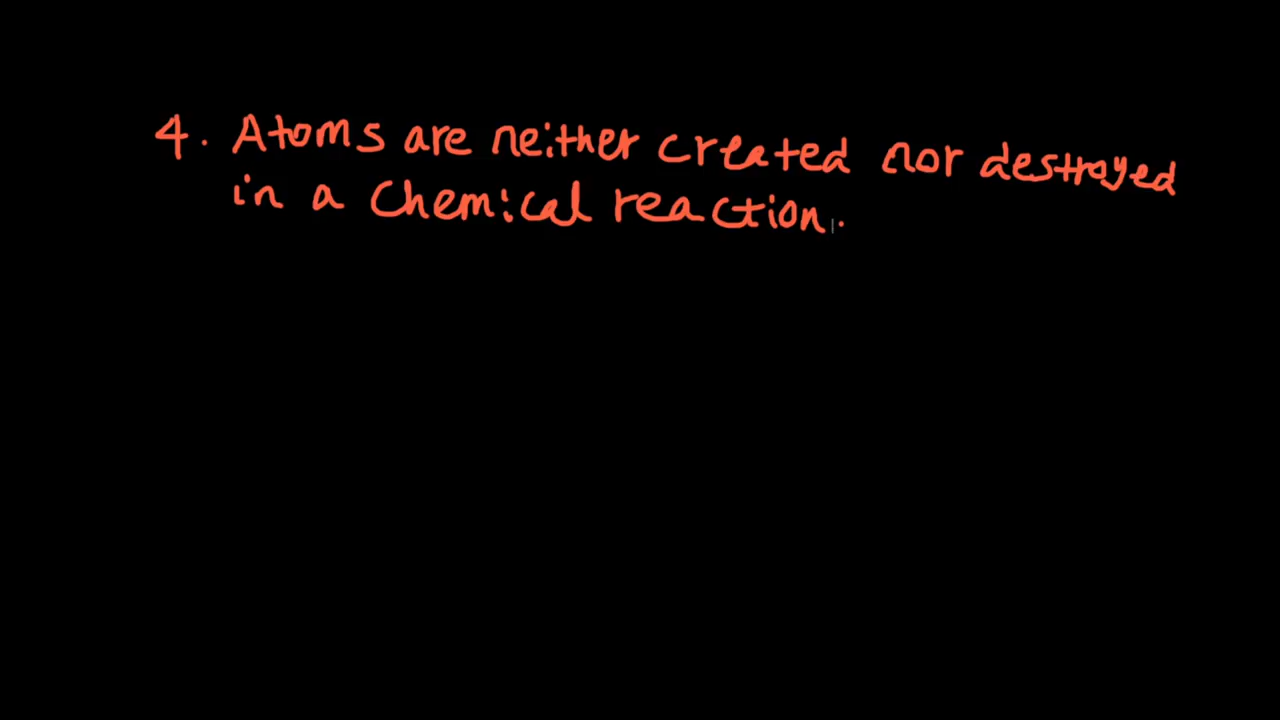 4. Atoms are neither created nor destroyed
in a chemical reaction.